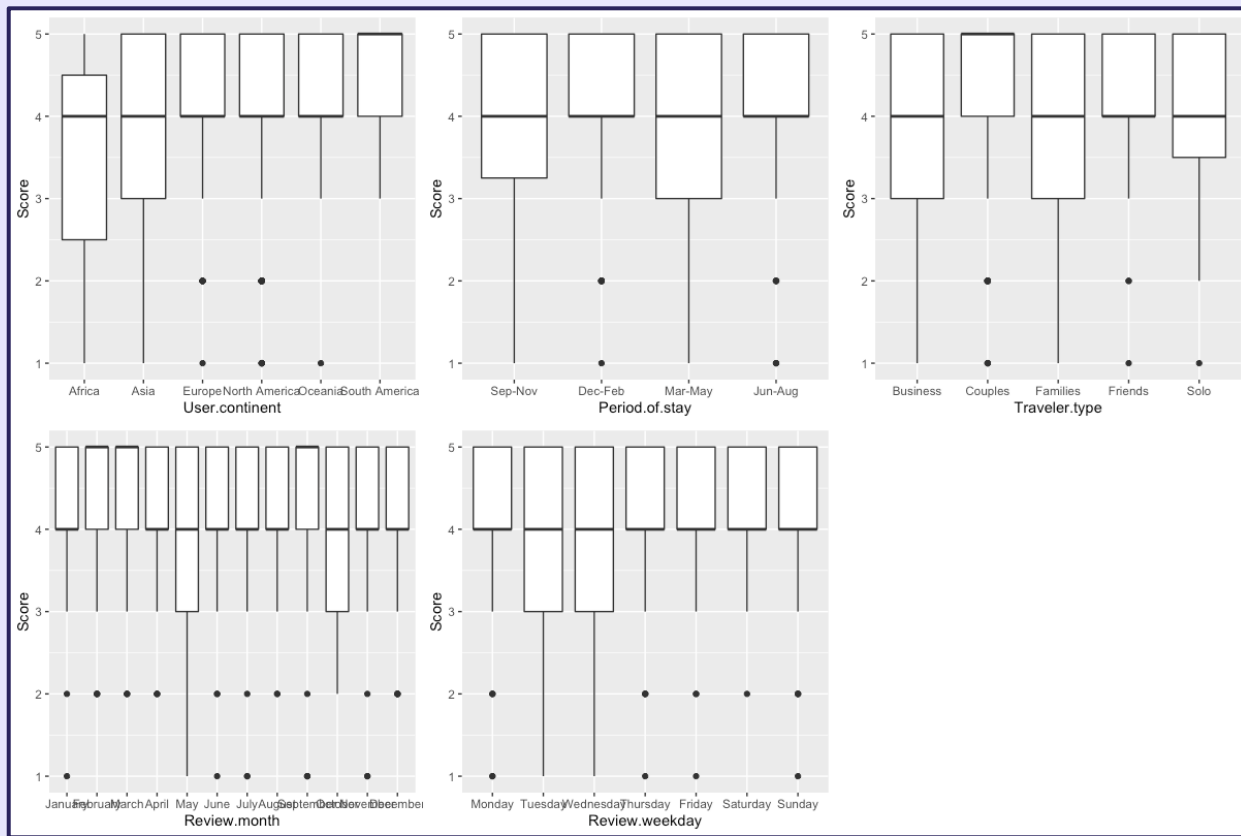 5
4
3
2
1
Score
Africa Asia Europe North America Oceania South America
User.continent
5
4
3
2
1
Score
Sep-Nov Dec-Feb Mar-May Jun-Aug
Period.of.stay
5
4
3
2
1
Score
Business Couples Families Friends Solo
Traveler.type
5
4
3
2
1
Score
January February March April May June July August September October November December
Review.month
5
4
3
2
1
Score
Monday Tuesday Wednesday Thursday Friday Saturday Sunday
Review.weekday